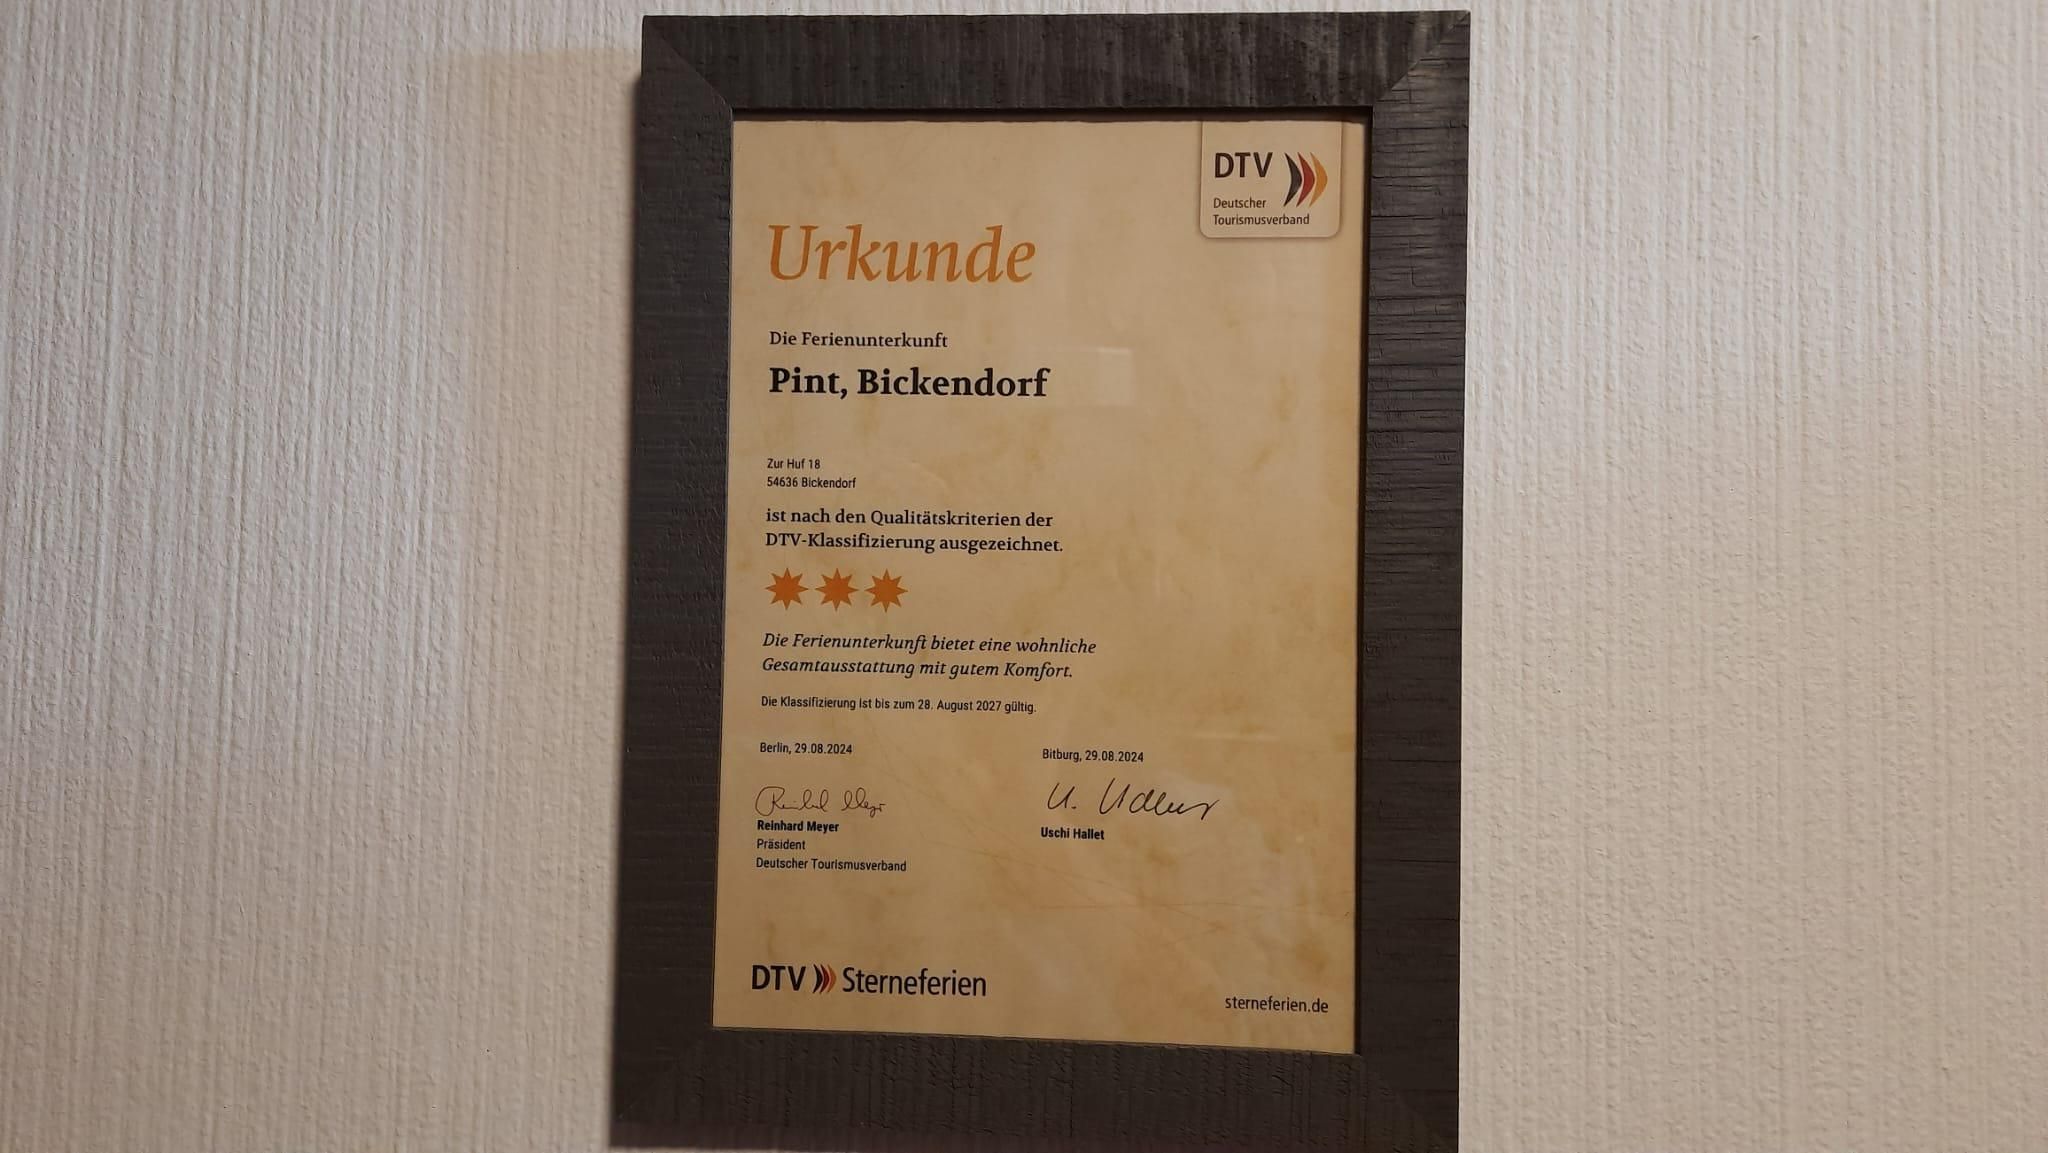 DTV
Deutscher
Tourismusverband
Urkunde
Die Ferienunterkunft
Pint, Bickendorf
Zur Huf 18
54636 Bickendorf
ist nach den Qualitätskriterien der
DTV-Klassifizierung ausgezeichnet.
Die Ferienunterkunft bietet eine wohnliche
Gesamtausstattung mit gutem Komfort.
Die Klassifizierung ist bis zum 28. August 2027 gültig.
Berlin, 29.08.2024
Reinhard Meyer
Reinhard Meyer
Präsident
Deutscher Tourismusverband
Bitburg, 29.08.2024
Uschi Hallet
DTV Sterneferien
sterneferien.de